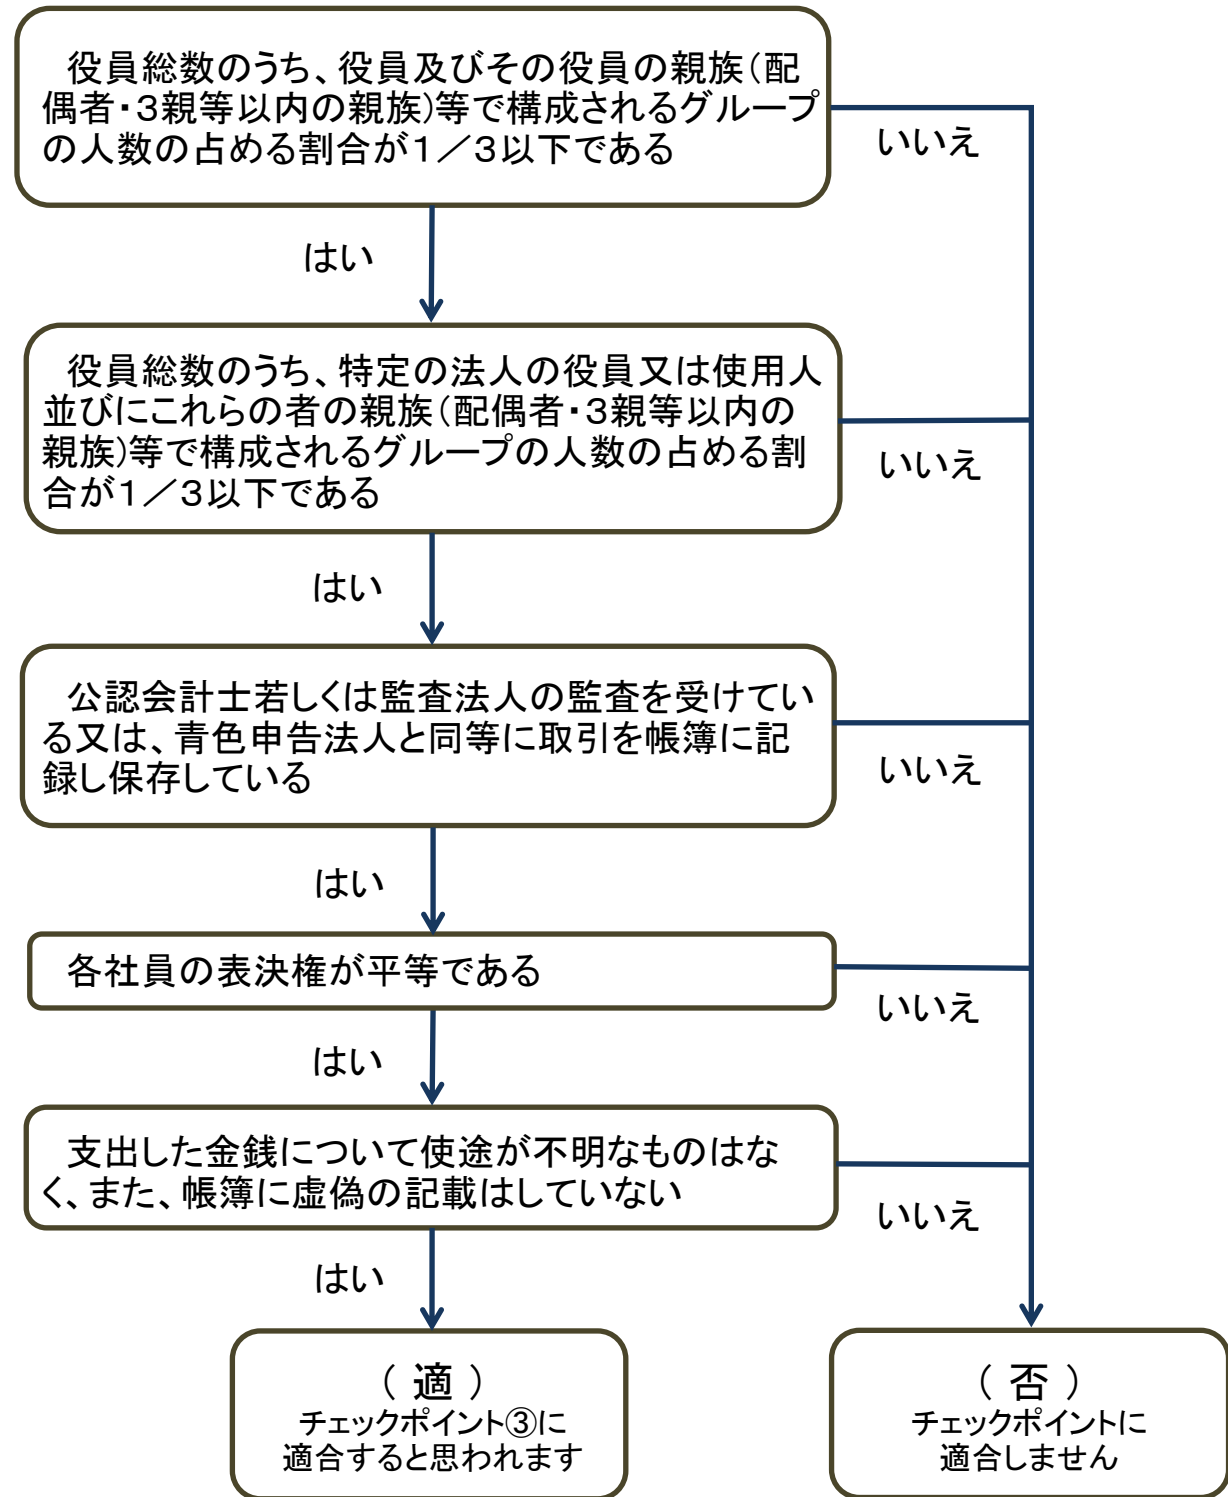 役員総数のうち、役員及びその役員の親族(配
偶者・3親等以内の親族)等で構成されるグループ
の人数の占める割合が1／3以下である
いいえ
はい
役員総数のうち、特定の法人の役員又は使用人
並びにこれらの者の親族(配偶者・3親等以内の
親族)等で構成されるグループの人数の占める割
合が1／3以下である
いいえ
はい
公認会計士若しくは監査法人の監査を受けてい
る又は、青色申告法人と同等に取引を帳簿に記
録し保存している
いいえ
はい
各社員の表決権が平等である
いいえ
はい
支出した金銭について使途が不明なものはな
く、また、帳簿に虚偽の記載はしていない
いいえ
はい
（ 適 ）
チェックポイント③に
適合すると思われます
（ 否 ）
チェックポイントに
適合しません